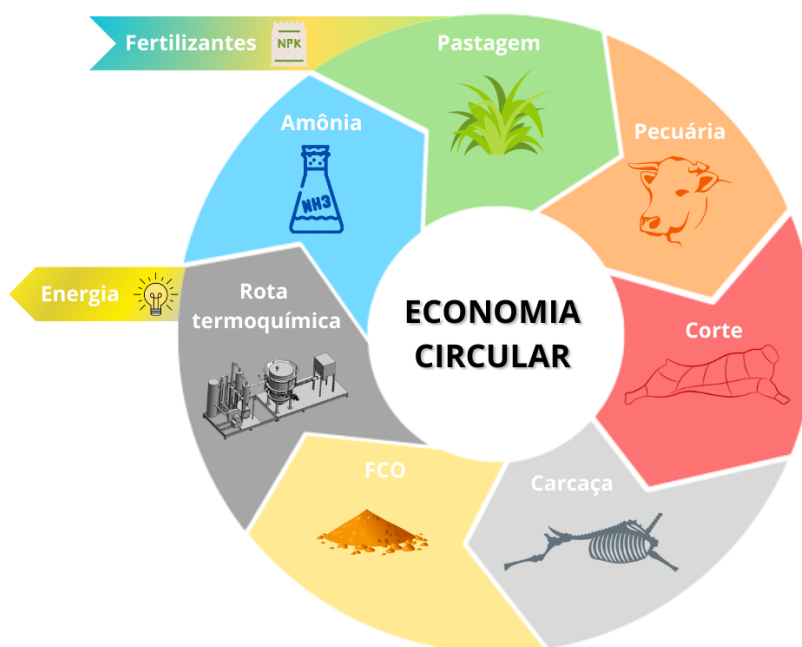 Fertilizantes
NPK
Pastagem
Pecuária
Amônia
NH3
Energia
Rota
termoquímica
ECONOMIA
CIRCULAR
Corte
FCO
Carcaça